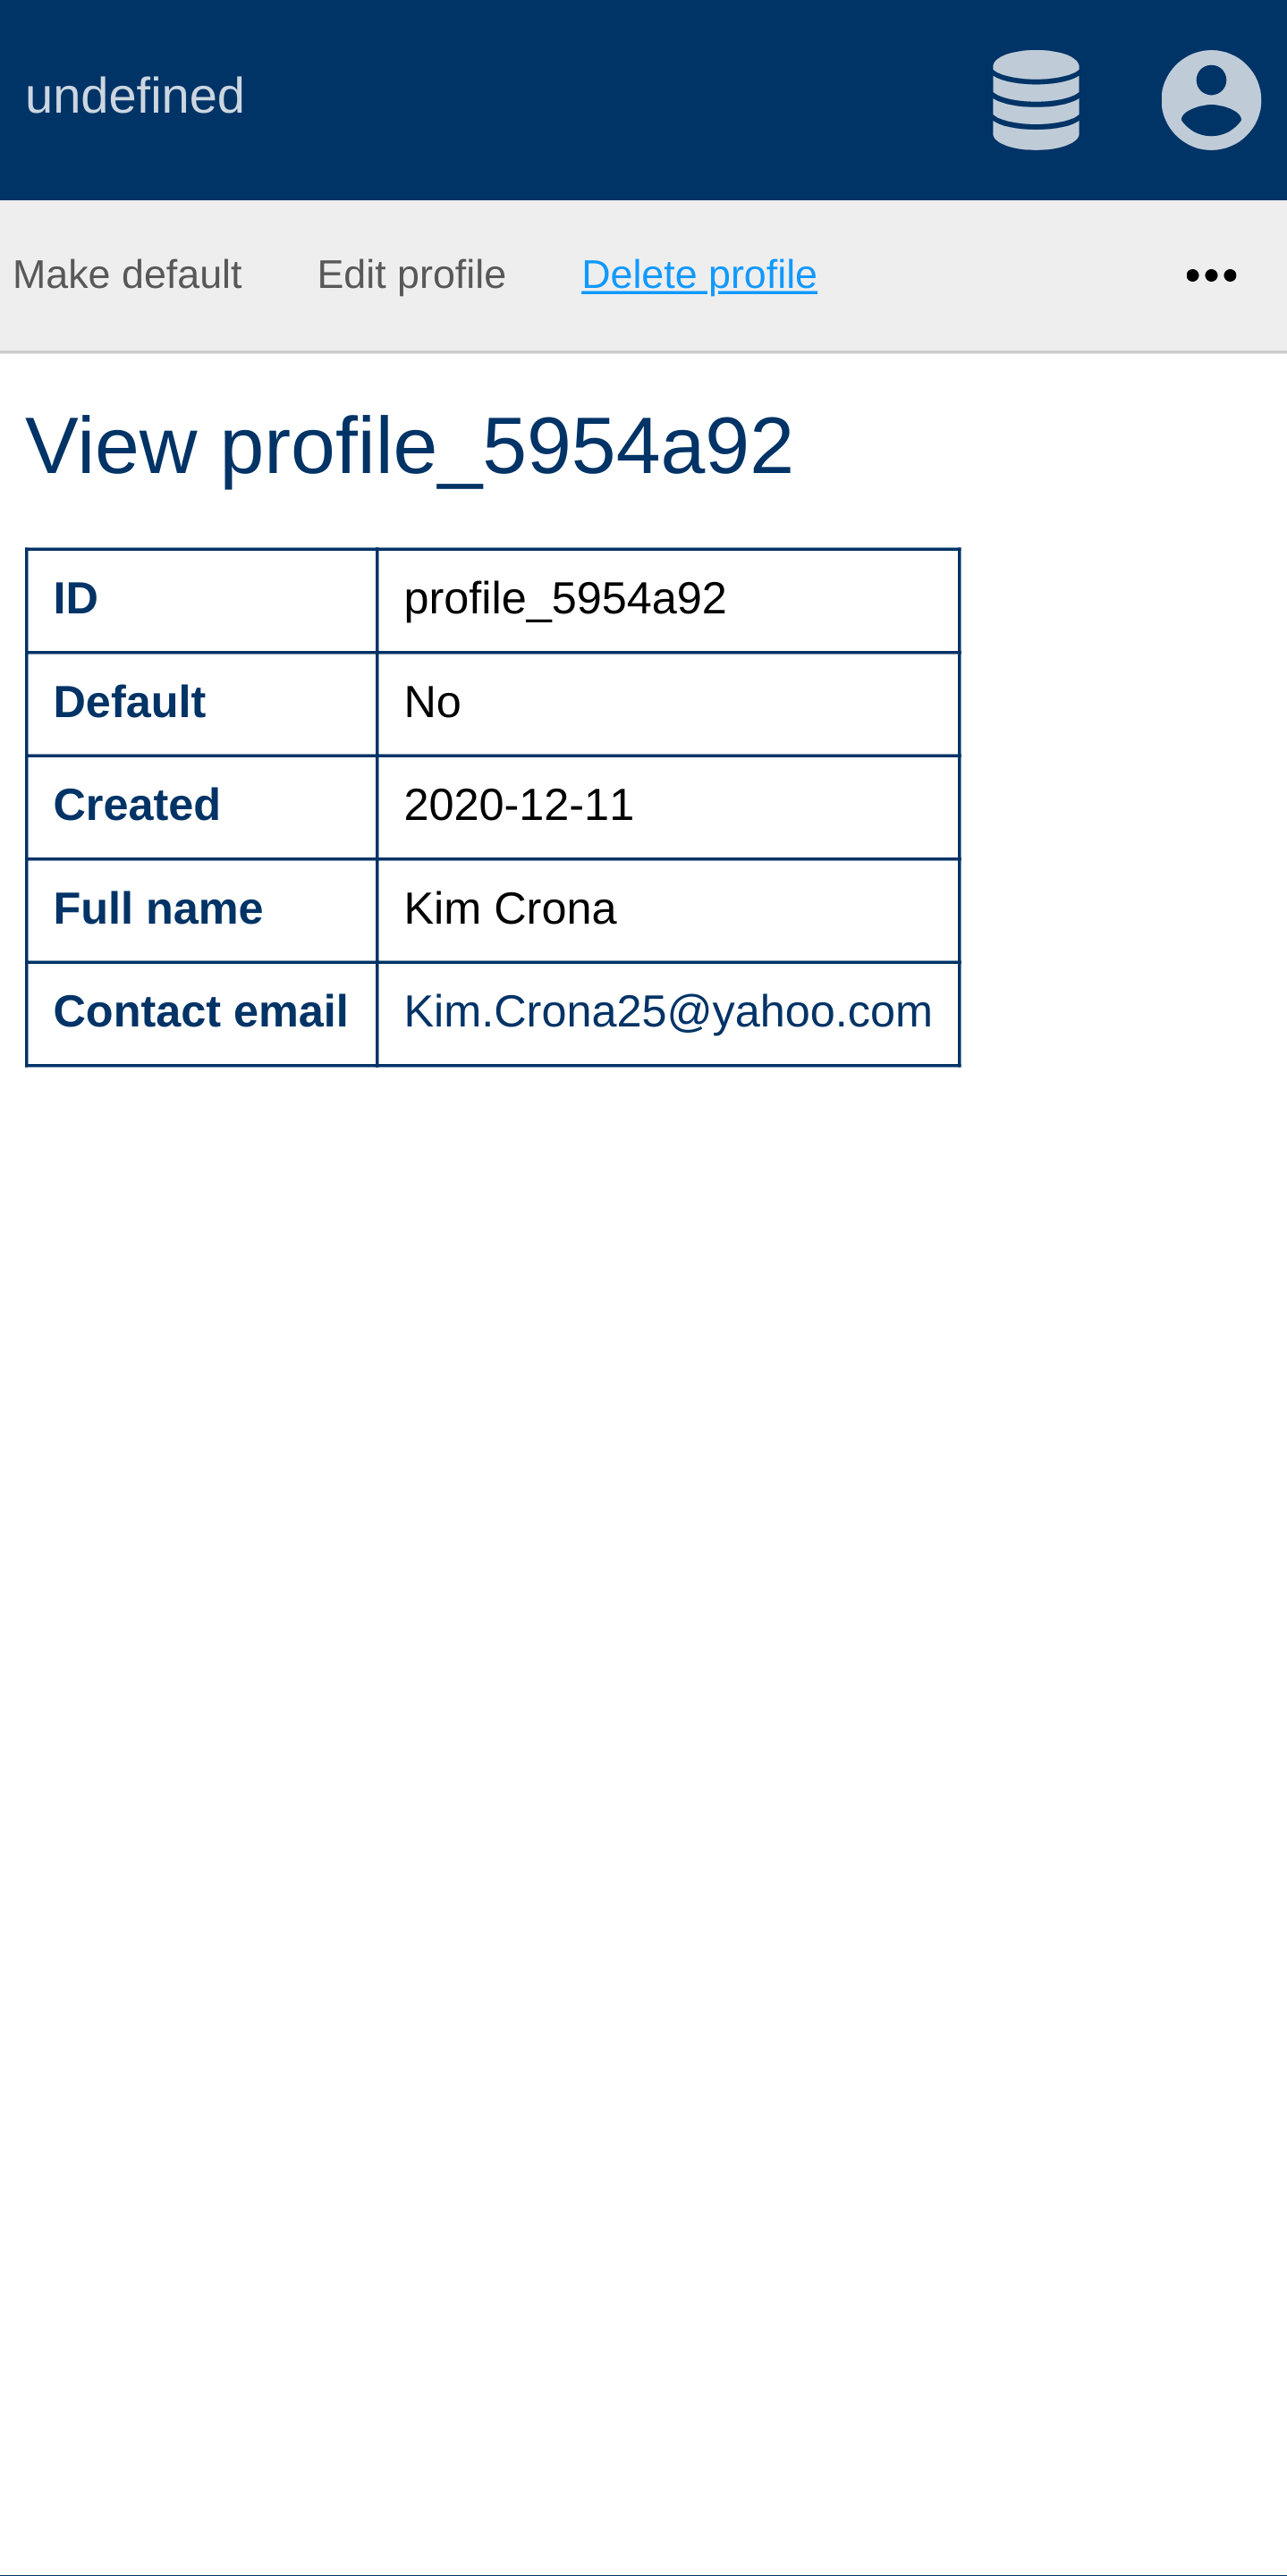 undefined
Make default Edit profile Delete profile •••
View profile_5954a92
ID profile_5954a92
Default No
Created 2020-12-11
Full name Kim Crona
Contact email Kim.Crona25@yahoo.com